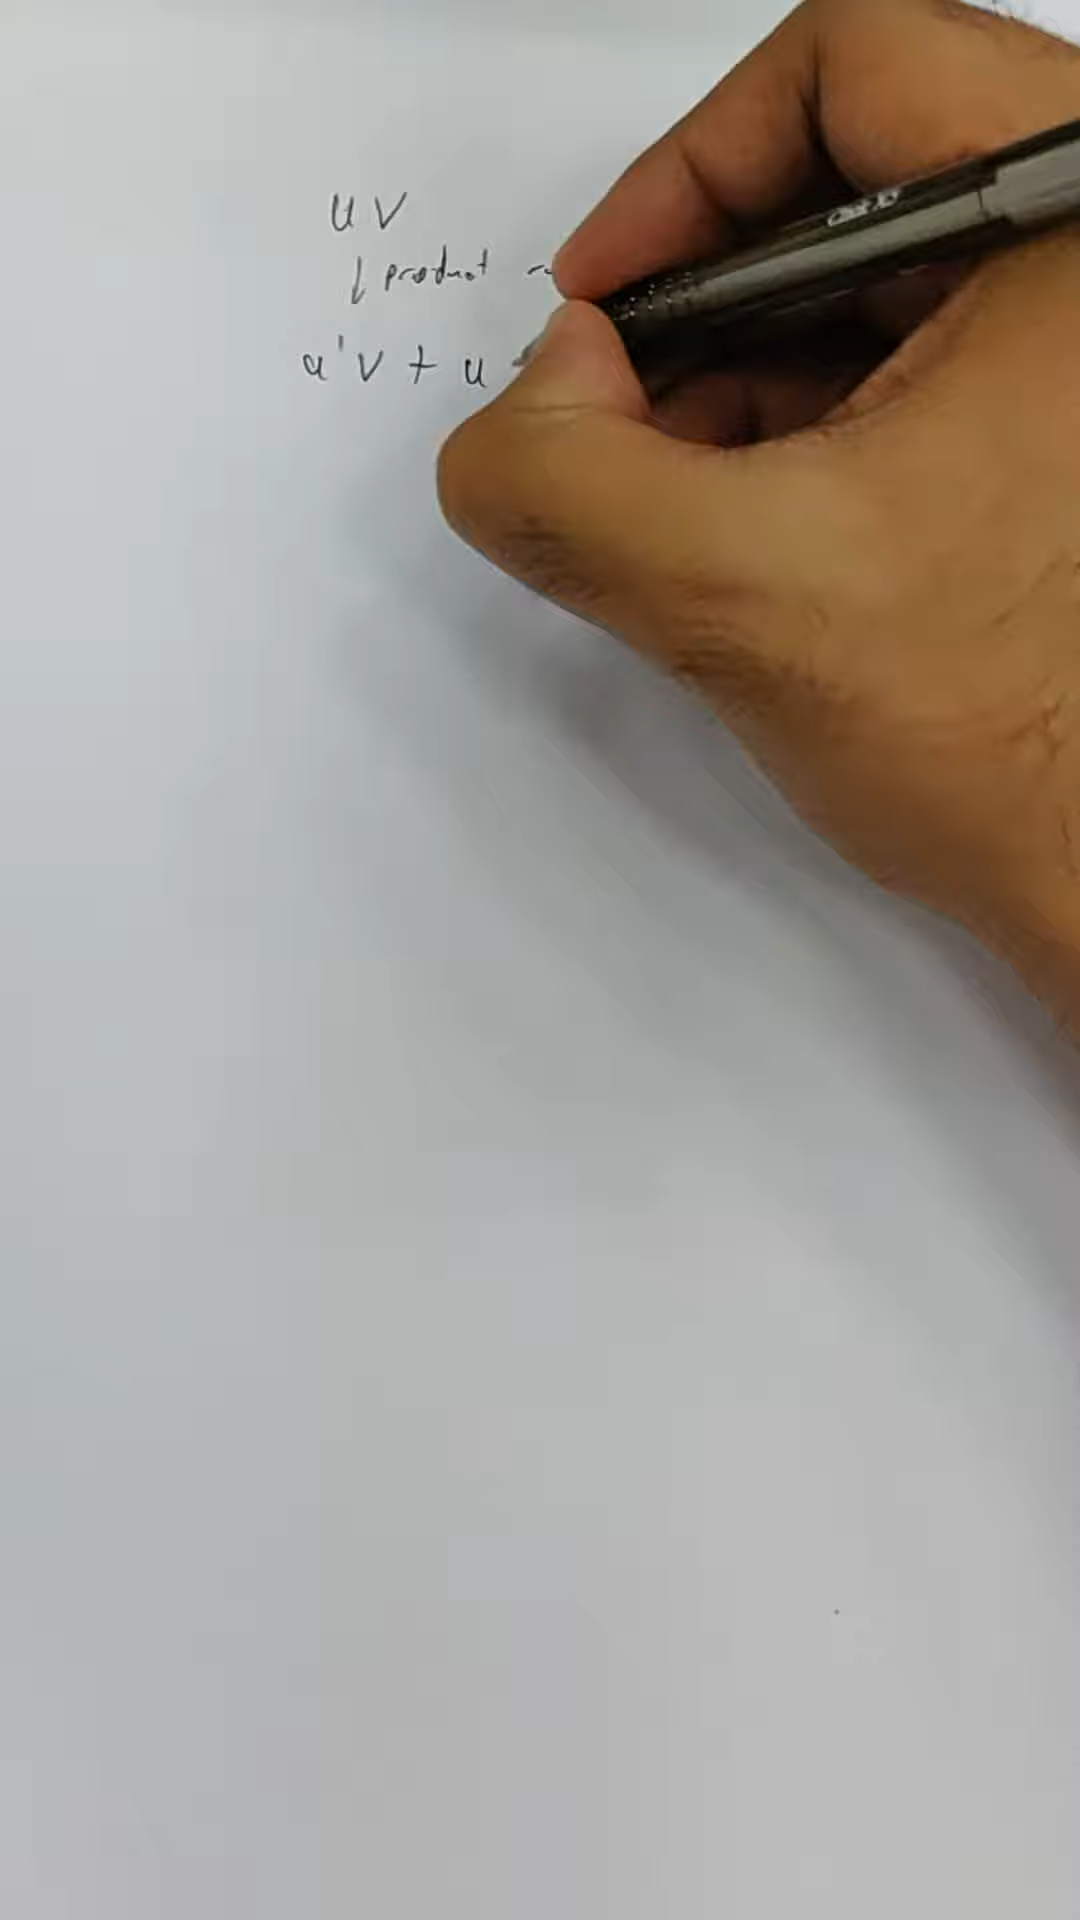 u v
↓ product
u'v + u